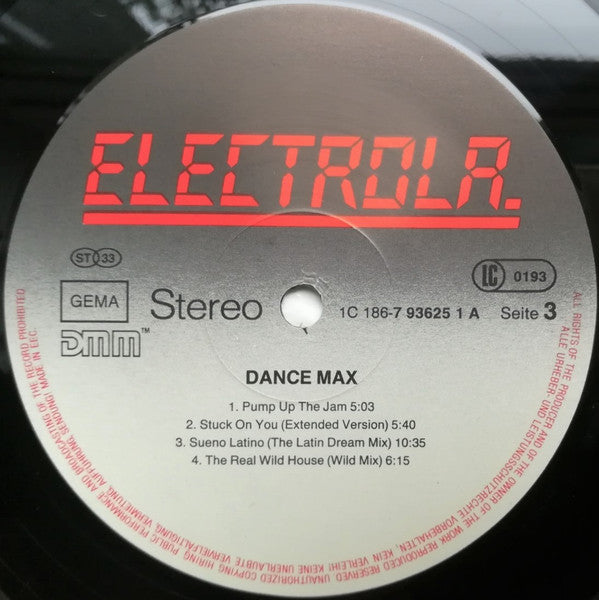 ELECTROLA.
ST 33
LC 0193
GEMA
Stereo
1C 186-7 93625 1 A Seite 3
DMM™
DANCE MAX
1. Pump Up The Jam 5:03
2. Stuck On You (Extended Version) 5:40
3. Sueno Latino (The Latin Dream Mix) 10:35
4. The Real Wild House (Wild Mix) 6:15
ALL RIGHTS OF THE PRODUCER AND OF THE OWNER OF THE WORK REPRODUCED RESERVED. UNAUTHORIZED COPYING HIRING PUBLIC PERFORMANCE AND BROADCASTING OF THE RECORD PROHIBITED
ALLE URHEBER- UND LEISTUNGSSCHUTZRECHTE VORBEHALTEN. KEIN VERLEIH! KEINE UNERLAUBTE VERVIELFÄLTIGUNG, VERMIETUNG, AUFFÜHRUNG, SENDUNG! MADE IN EEC.